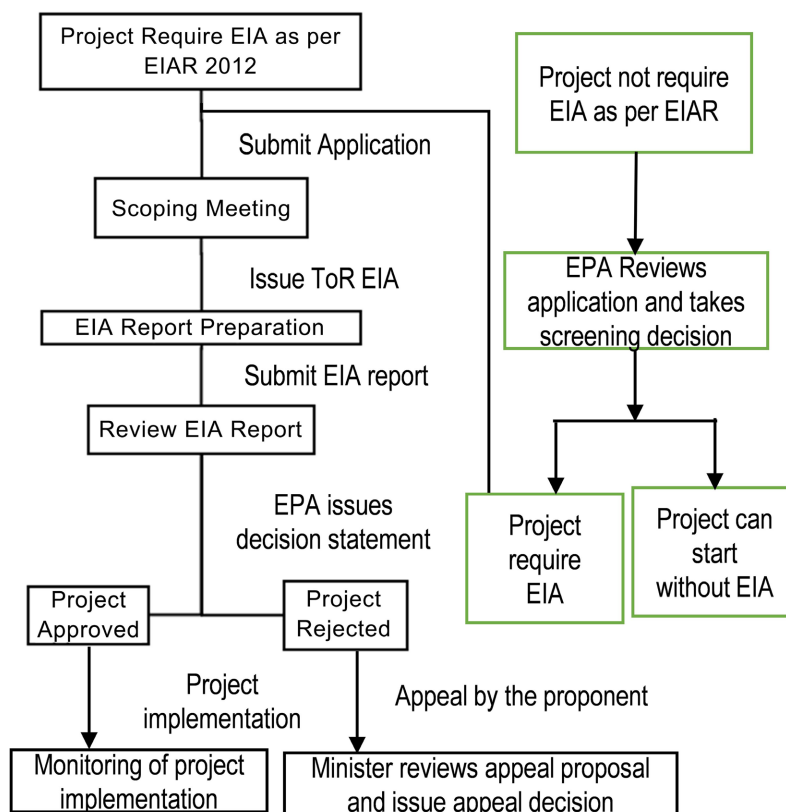 Project Require EIA as per
EIAR 2012
Submit Application
Scoping Meeting
Issue ToR EIA
EIA Report Preparation
Submit EIA report
Review EIA Report
EPA issues
decision statement
Project
Approved
Project
Rejected
Project
implementation
Appeal by the proponent
Monitoring of project
implementation
Minister reviews appeal proposal
and issue appeal decision
Project not require
EIA as per EIAR
EPA Reviews
application and takes
screening decision
Project
require
EIA
Project can
start
without EIA